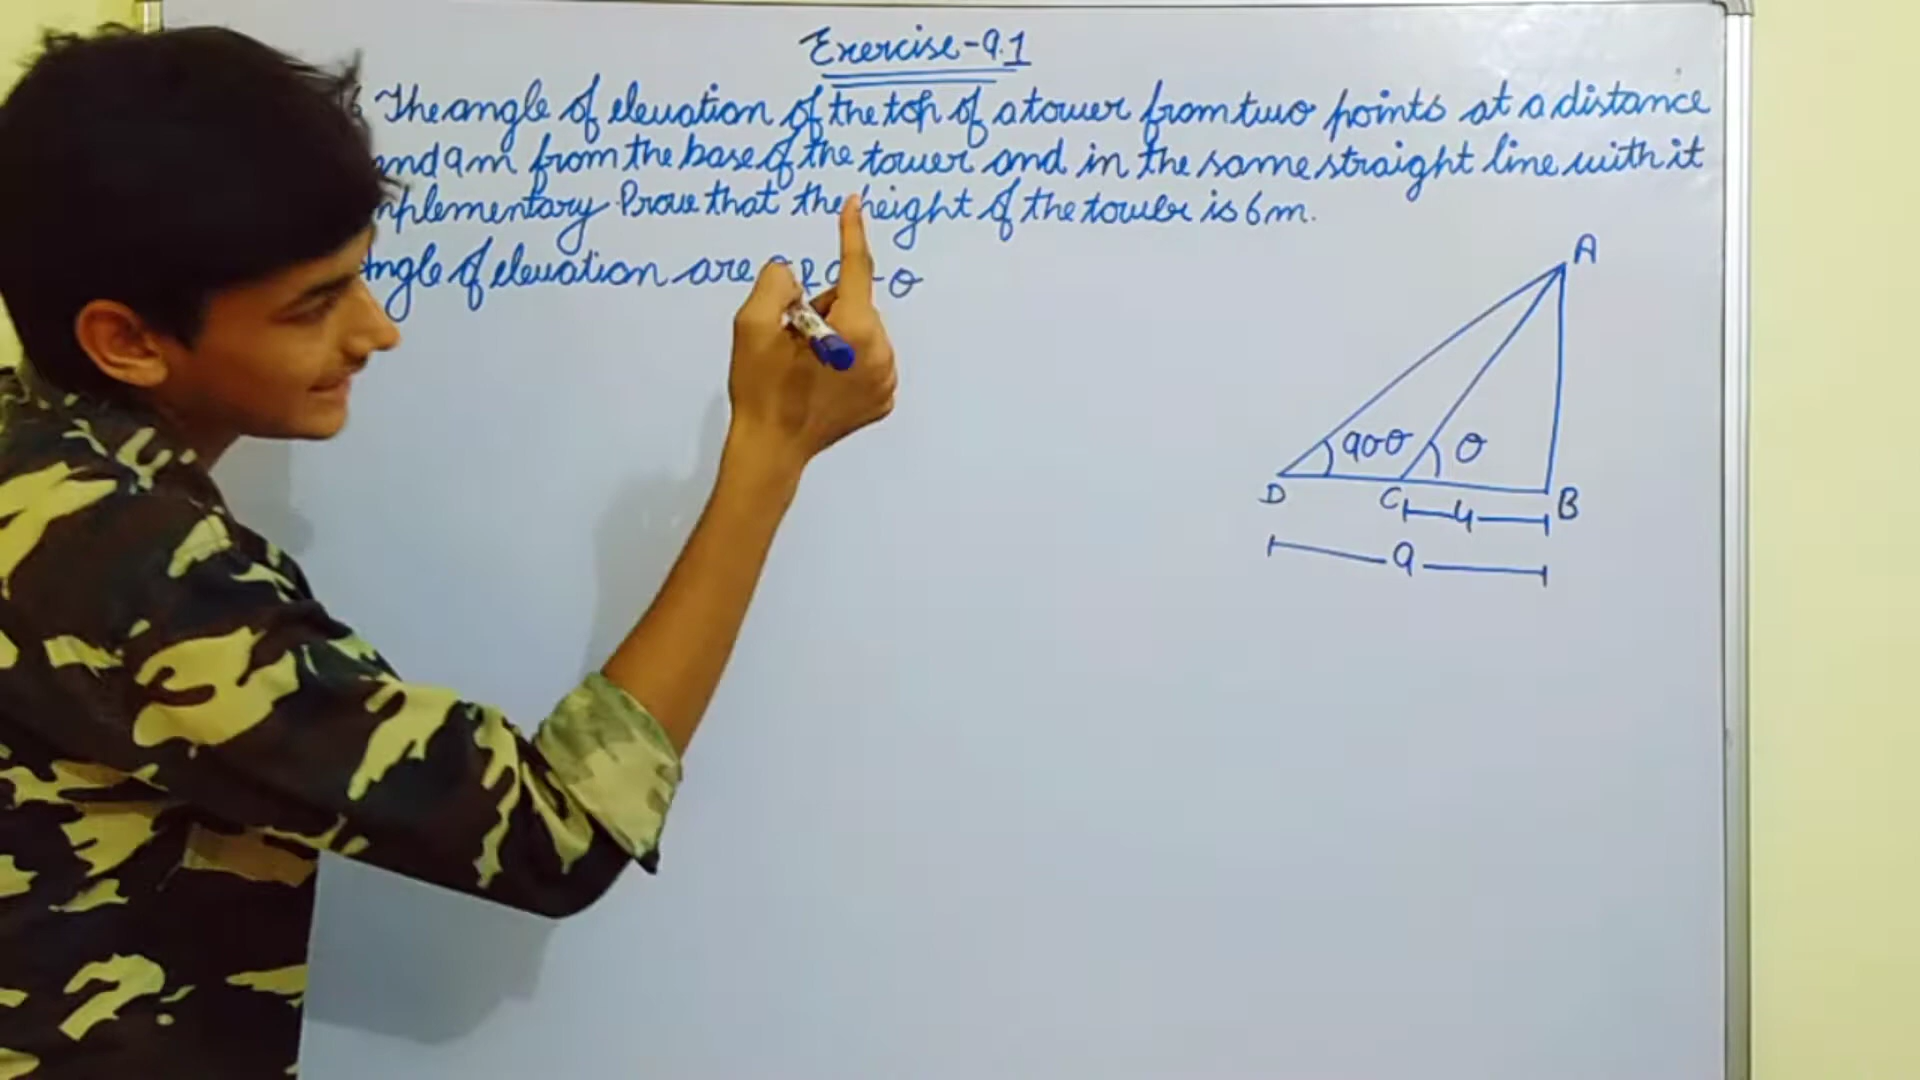 Exercise-9.1
The angle of elevation of the top of a tower from two points at a distance
and 9m from the base of the tower and in the same straight line with it
mplementary. Prove that the height of the tower is 6m.
Angle of elevation are θ
A
90θ θ
D C B
4
9